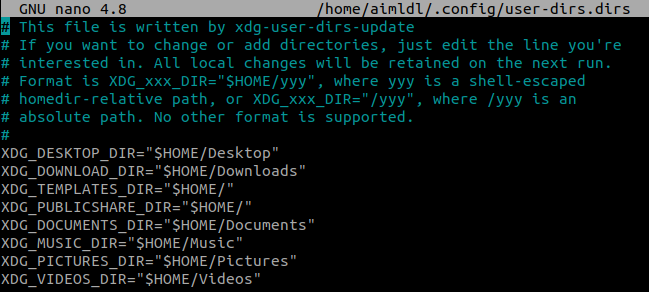 GNU nano 4.8 /home/aimldl/.config/user-dirs.dirs
# This file is written by xdg-user-dirs-update
# If you want to change or add directories, just edit the line you're
# interested in. All local changes will be retained on the next run.
# Format is XDG_xxx_DIR="$HOME/yyy", where yyy is a shell-escaped
# homedir-relative path, or XDG_xxx_DIR="/yyy", where /yyy is an
# absolute path. No other format is supported.
#
XDG_DESKTOP_DIR="$HOME/Desktop"
XDG_DOWNLOAD_DIR="$HOME/Downloads"
XDG_TEMPLATES_DIR="$HOME/"
XDG_PUBLICSHARE_DIR="$HOME/"
XDG_DOCUMENTS_DIR="$HOME/Documents"
XDG_MUSIC_DIR="$HOME/Music"
XDG_PICTURES_DIR="$HOME/Pictures"
XDG_VIDEOS_DIR="$HOME/Videos"